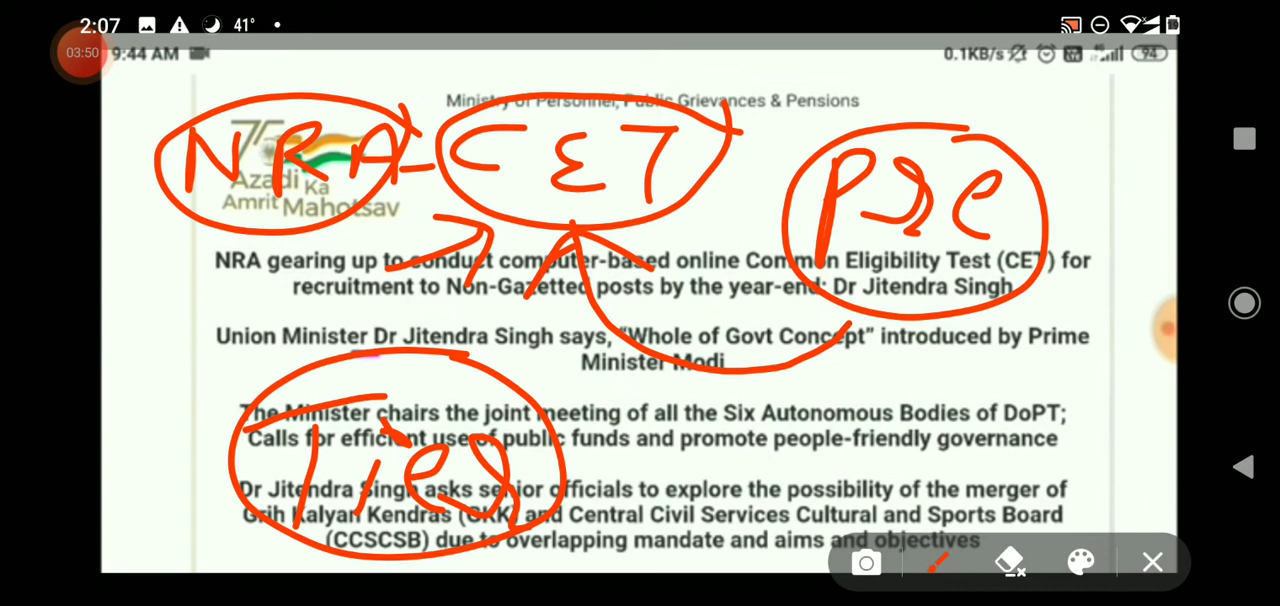 2:07 41°
03:50 9:44 AM 0.1KB/s 4G 94
Ministry of Personnel, Public Grievances & Pensions
NRA - CET
Pre
Azadi Ka
Amrit Mahotsav
NRA gearing up to conduct computer-based online Common Eligibility Test (CET) for
recruitment to Non-Gazetted posts by the year-end: Dr Jitendra Singh
Union Minister Dr Jitendra Singh says, “Whole of Govt Concept” introduced by Prime
Minister Modi
The Minister chairs the joint meeting of all the Six Autonomous Bodies of DoPT;
Calls for efficient use of public funds and promote people-friendly governance
Tier
Dr Jitendra Singh asks senior officials to explore the possibility of the merger of
Grih Kalyan Kendras (GKK) and Central Civil Services Cultural and Sports Board
(CCSCSB) due to overlapping mandate and aims and objectives